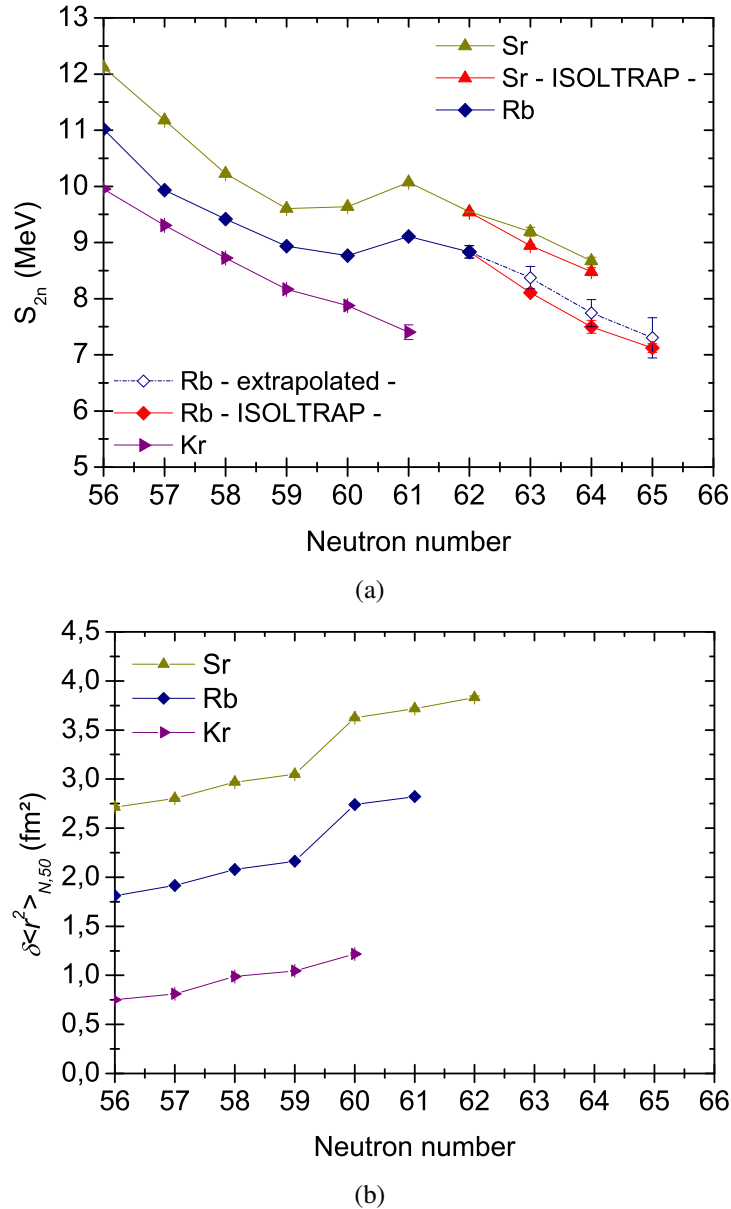 13
12
11
10
9
8
7
6
5
S2n (MeV)
Sr
Sr - ISOLTRAP -
Rb
Rb - extrapolated -
Rb - ISOLTRAP -
Kr
56 57 58 59 60 61 62 63 64 65 66
Neutron number
(a)
4,5
4,0
3,5
3,0
2,5
2,0
1,5
1,0
0,5
0,0
δ<r²>N,50 (fm²)
Sr
Rb
Kr
56 57 58 59 60 61 62 63 64 65 66
Neutron number
(b)